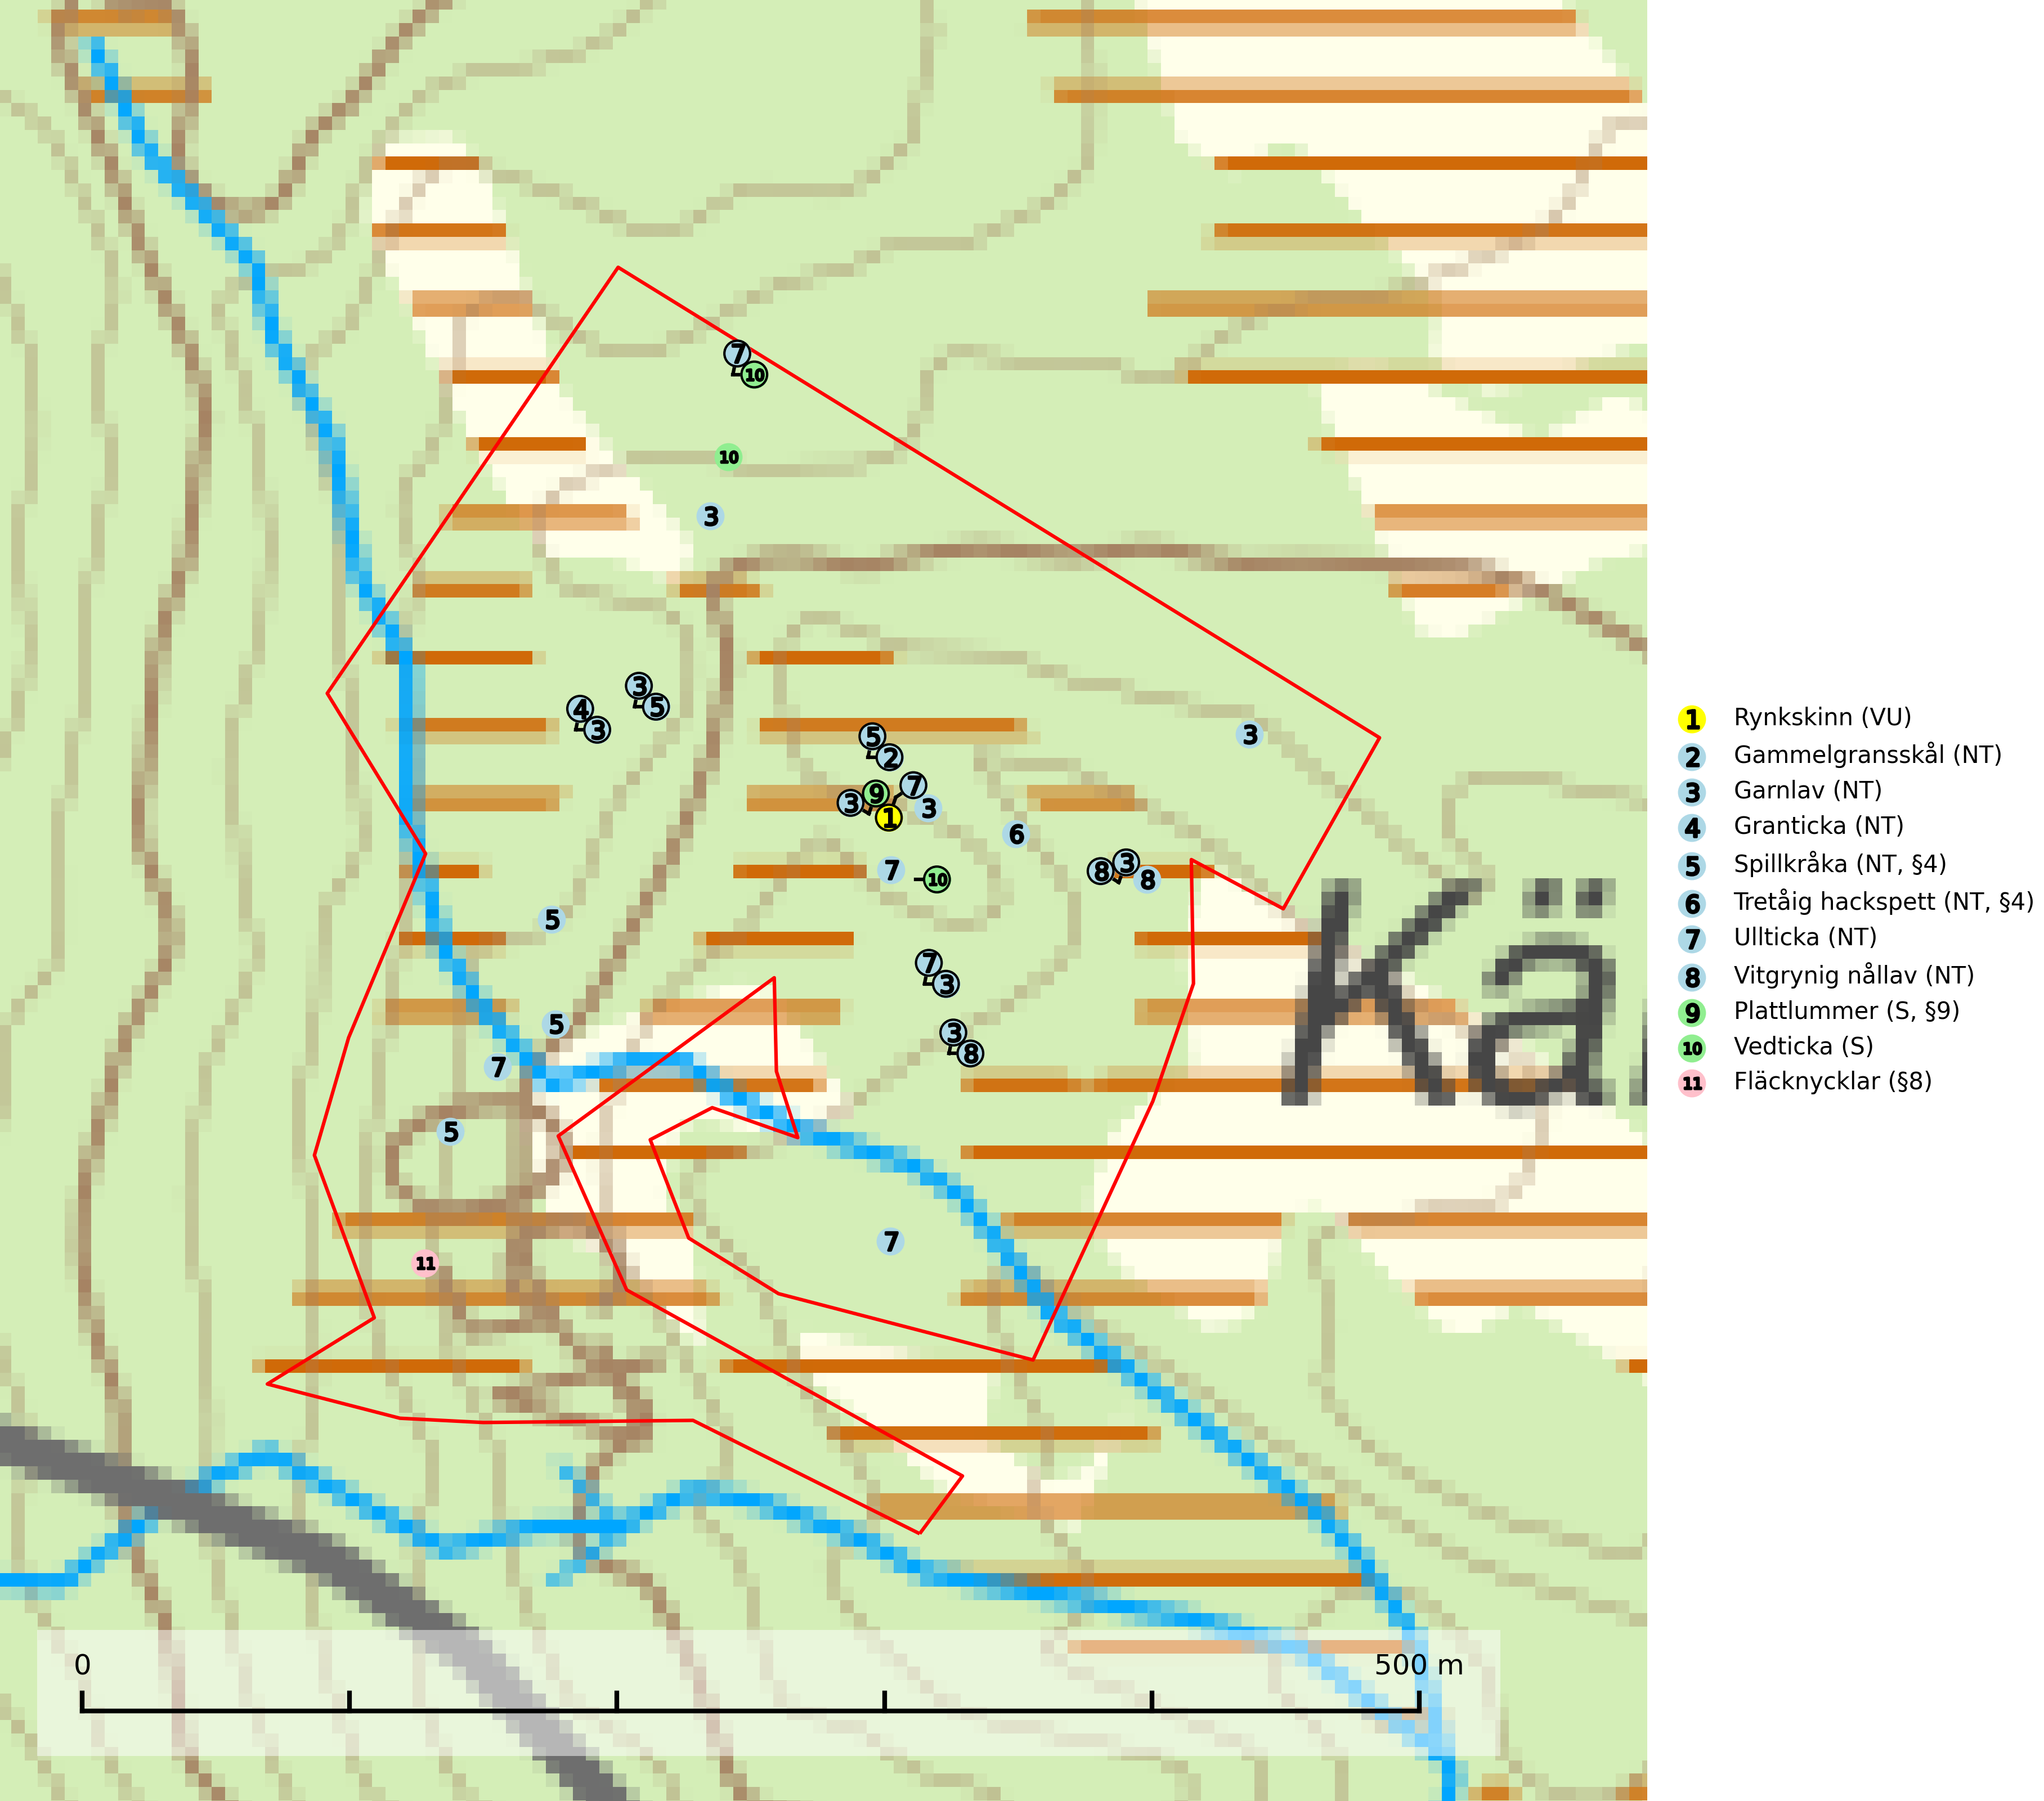 7
10
10
3
3
5
4
3
5
2
3
7
9
3
3
1
6
7
10
8
3
8
5
7
3
5
3
8
7
5
7
11
Kä
0
500 m
1 Rynkskinn (VU)
2 Gammelgransskål (NT)
3 Garnlav (NT)
4 Granticka (NT)
5 Spillkråka (NT, §4)
6 Tretåig hackspett (NT, §4)
7 Ullticka (NT)
8 Vitgrynig nållav (NT)
9 Plattlummer (S, §9)
10 Vedticka (S)
11 Fläcknycklar (§8)